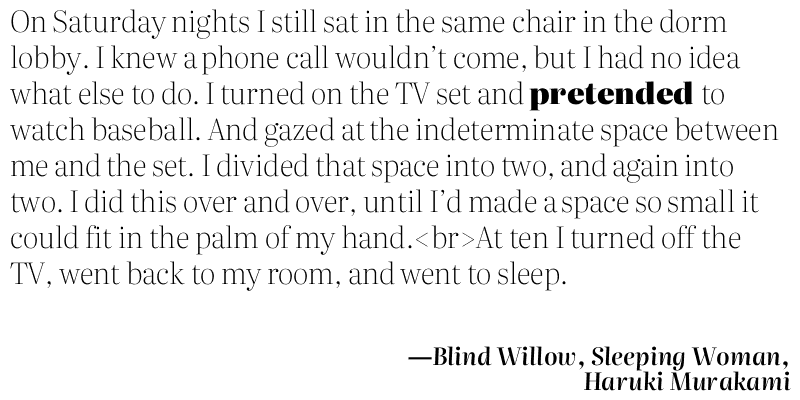 On Saturday nights I still sat in the same chair in the dorm
lobby. I knew a phone call wouldn't come, but I had no idea
what else to do. I turned on the TV set and pretended to
watch baseball. And gazed at the indeterminate space between
me and the set. I divided that space into two, and again into
two. I did this over and over, until I'd made a space so small it
could fit in the palm of my hand.<br>At ten I turned off the
TV, went back to my room, and went to sleep.
—Blind Willow, Sleeping Woman,
Haruki Murakami